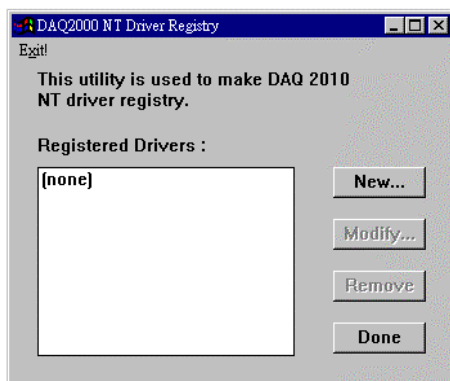 DAQ2000 NT Driver Registry
Exit!
This utility is used to make DAQ 2010
NT driver registry.
Registered Drivers :
(none)
New...
Modify...
Remove
Done